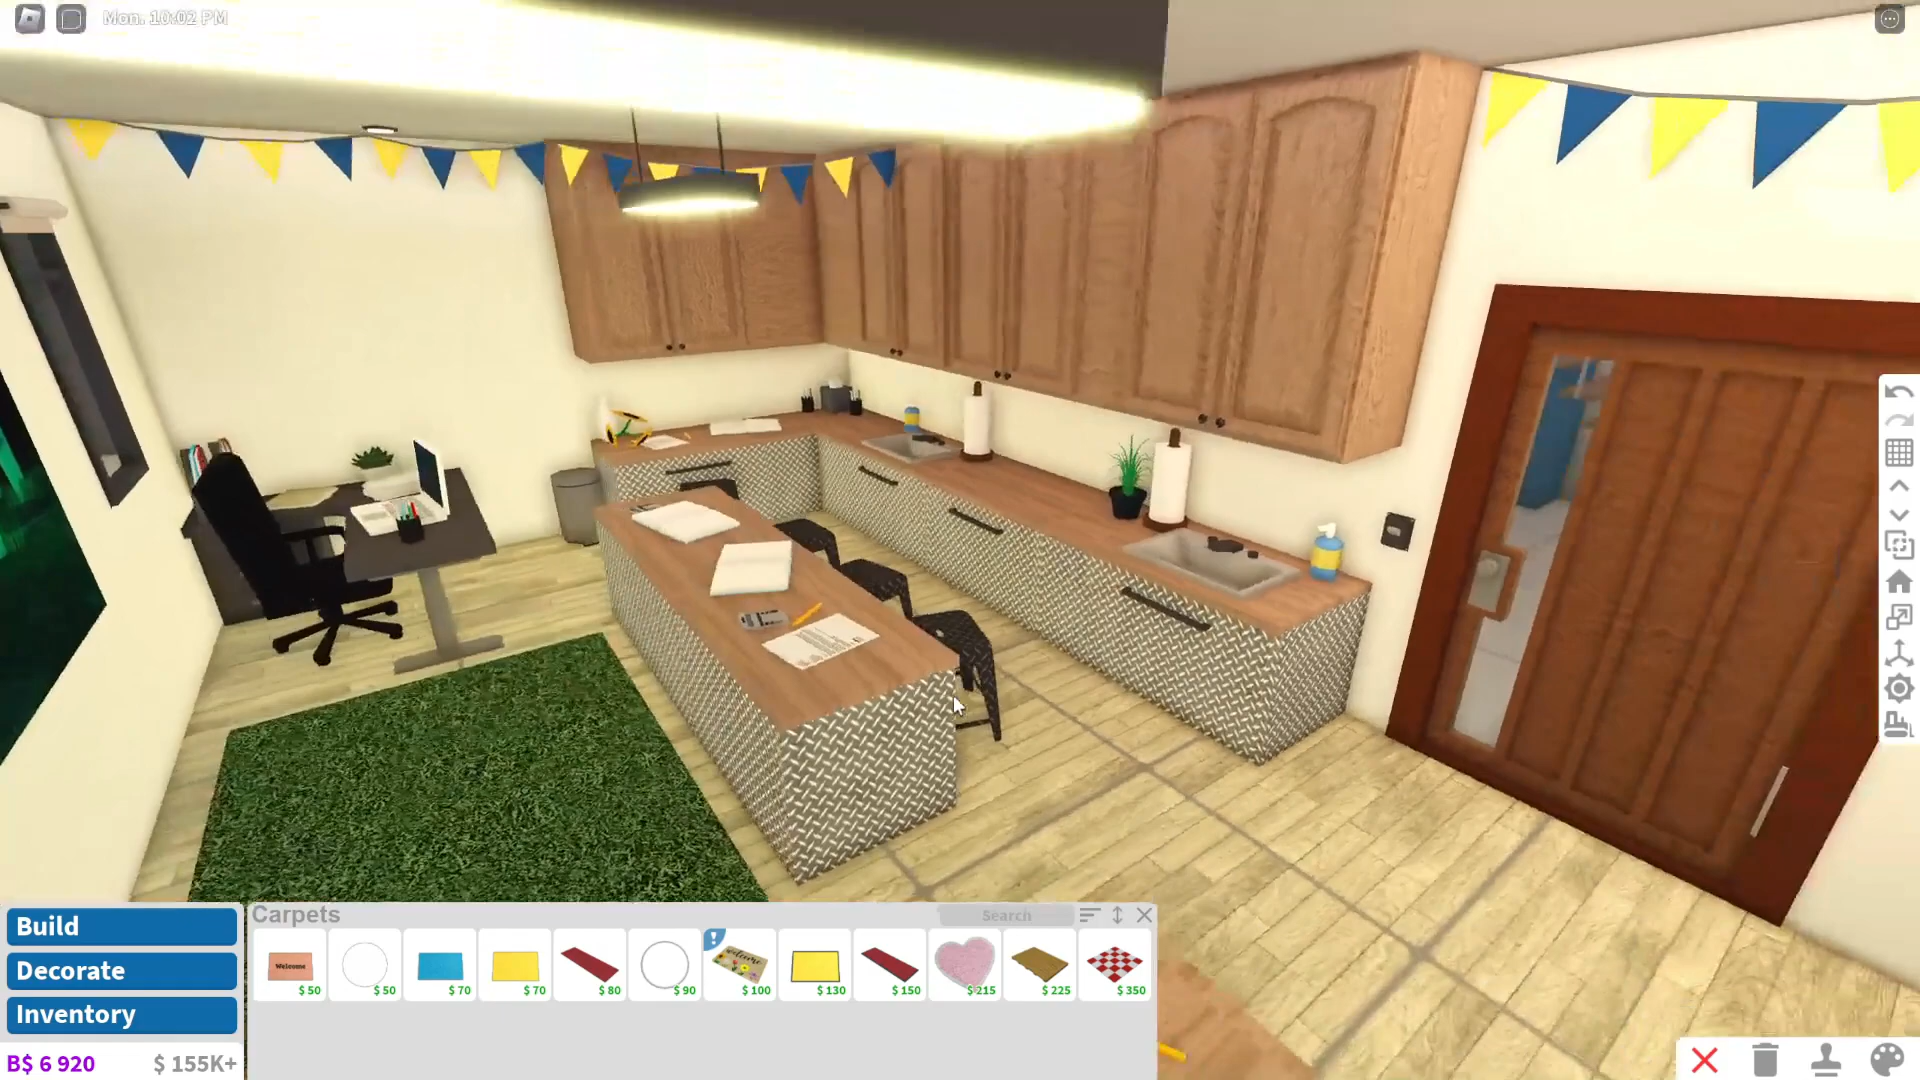 Mon. 10:02 PM
Build
Decorate
Inventory
B$ 6 920
$ 155K+
Carpets
Search
Welcome
welcome
$ 50
$ 50
$ 70
$ 70
$ 80
$ 90
$ 100
$ 130
$ 150
$ 215
$ 225
$ 350